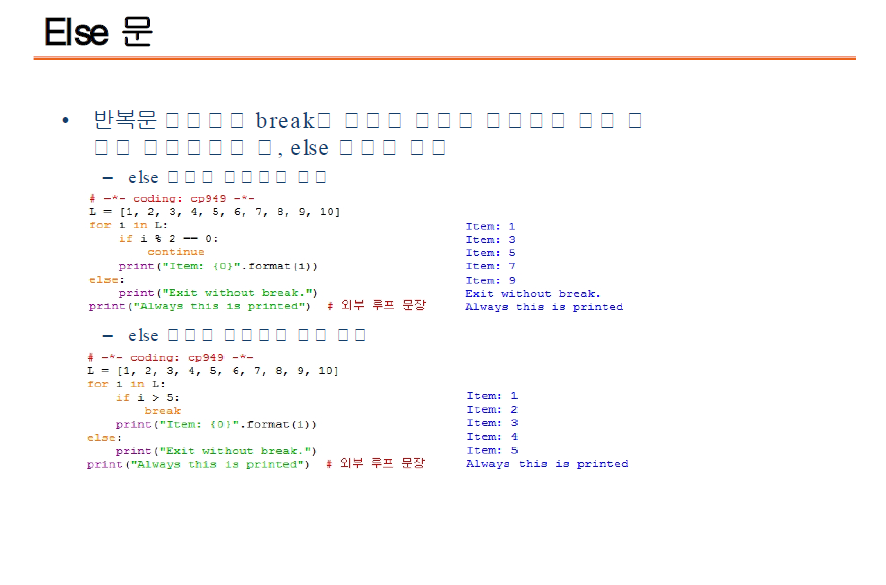 Else 문
• 반복문 □ □ □ □ break□ □ □ □ □ □ □ □ □ □ □ □ □ □
□ □ □ □ □ □ □ □ □, else □ □ □ □ □
– else □ □ □ □ □ □ □ □ □
# -*- coding: cp949 -*-
L = [1, 2, 3, 4, 5, 6, 7, 8, 9, 10]
for i in L:
if i % 2 == 0:
continue
print("Item: {0}".format(i))
else:
print("Exit without break.")
print("Always this is printed") # 외부 루프 문장
Item: 1
Item: 3
Item: 5
Item: 7
Item: 9
Exit without break.
Always this is printed
– else □ □ □ □ □ □ □ □ □ □ □
# -*- coding: cp949 -*-
L = [1, 2, 3, 4, 5, 6, 7, 8, 9, 10]
for i in L:
if i > 5:
break
print("Item: {0}".format(i))
else:
print("Exit without break.")
print("Always this is printed") # 외부 루프 문장
Item: 1
Item: 2
Item: 3
Item: 4
Item: 5
Always this is printed